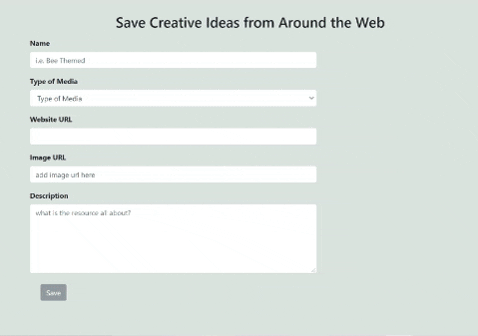 Save Creative Ideas from Around the Web
Name
i.e. Bee Themed
Type of Media
Type of Media
Website URL
Image URL
add image url here
Description
what is the resource all about?
Save